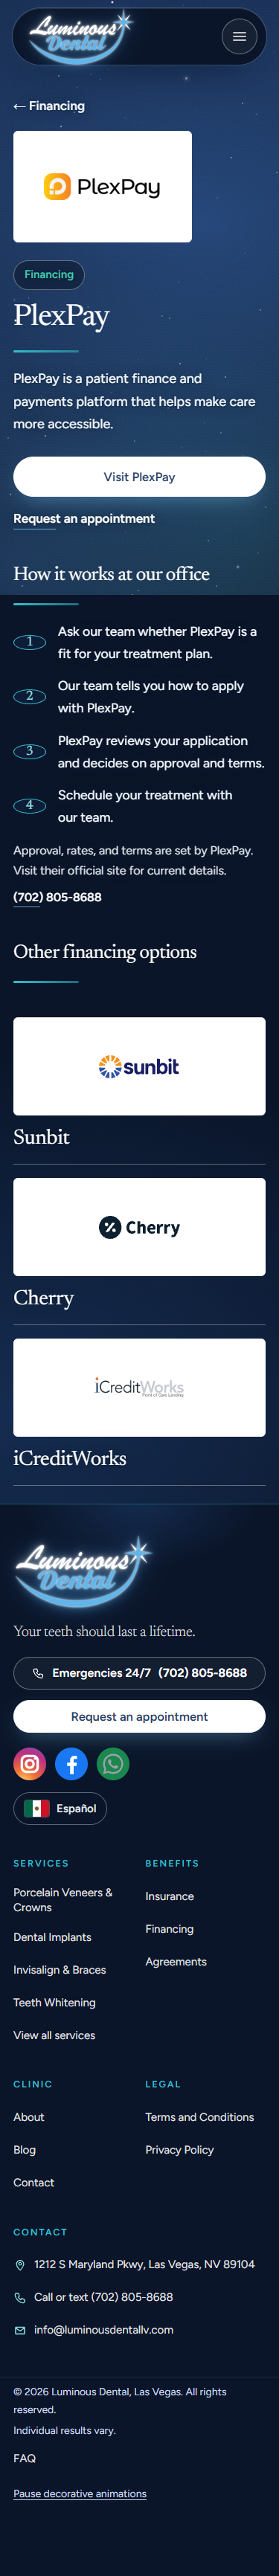 Luminous
Dental
← Financing
PlexPay
Financing
PlexPay
PlexPay is a patient finance and
payments platform that helps make care
more accessible.
Visit PlexPay
Request an appointment
How it works at our office
1
Ask our team whether PlexPay is a
fit for your treatment plan.
2
Our team tells you how to apply
with PlexPay.
3
PlexPay reviews your application
and decides on approval and terms.
4
Schedule your treatment with
our team.
Approval, rates, and terms are set by PlexPay.
Visit their official site for current details.
(702) 805-8688
Other financing options
sunbit
Sunbit
Cherry
Cherry
iCreditWorks
Point of Care Lending
iCreditWorks
Luminous
Dental
Your teeth should last a lifetime.
Emergencies 24/7 (702) 805-8688
Request an appointment
Español
SERVICES
Porcelain Veneers &
Crowns
Dental Implants
Invisalign & Braces
Teeth Whitening
View all services
BENEFITS
Insurance
Financing
Agreements
CLINIC
About
Blog
Contact
LEGAL
Terms and Conditions
Privacy Policy
CONTACT
1212 S Maryland Pkwy, Las Vegas, NV 89104
Call or text (702) 805-8688
info@luminousdentallv.com
© 2026 Luminous Dental, Las Vegas. All rights
reserved.
Individual results vary.
FAQ
Pause decorative animations